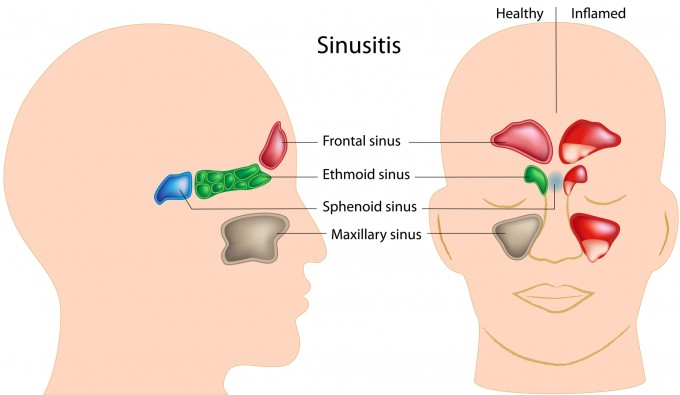 Healthy
Inflamed
Sinusitis
Frontal sinus
Ethmoid sinus
Sphenoid sinus
Maxillary sinus